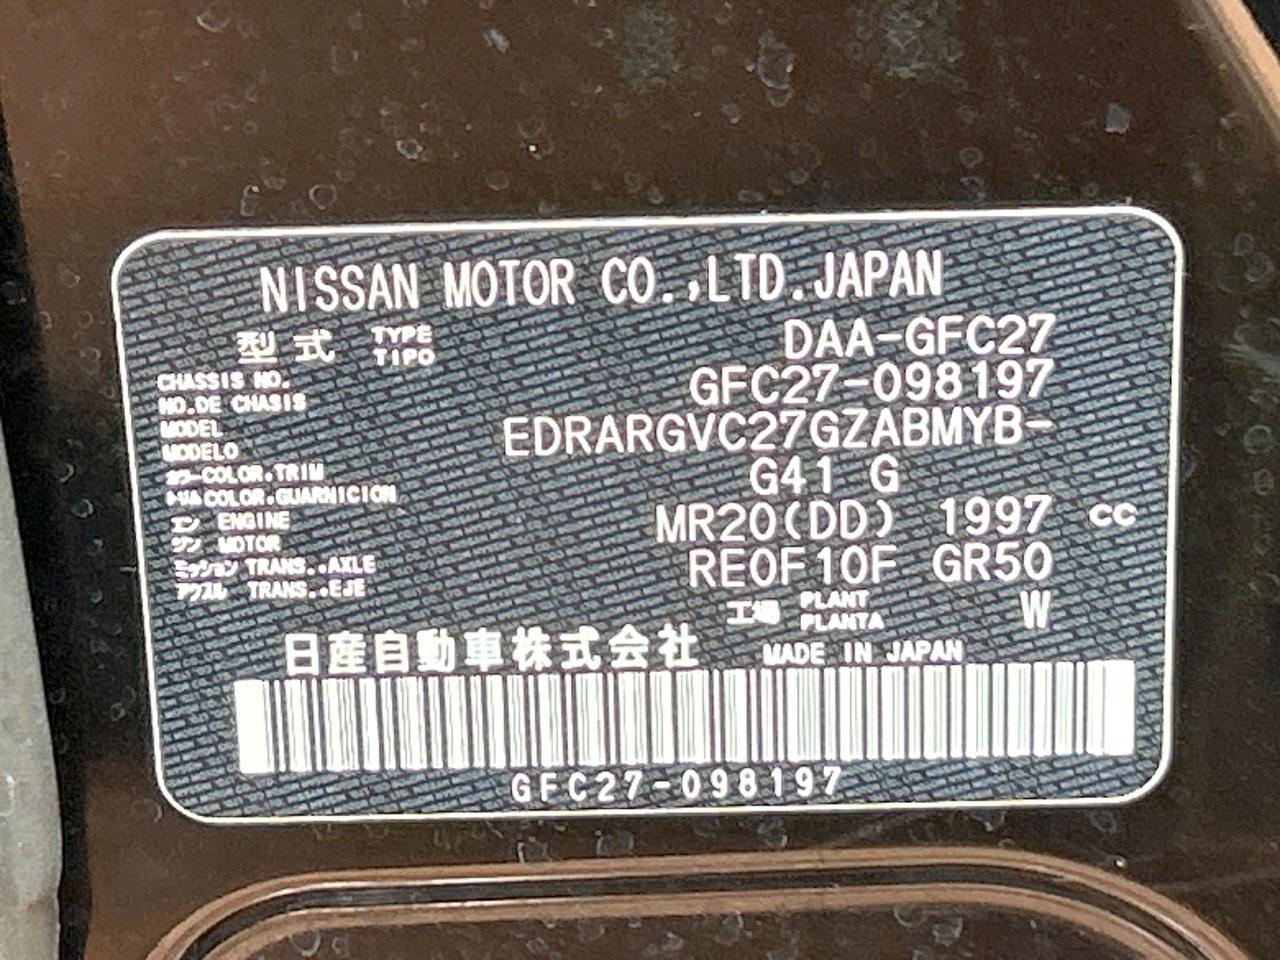 NISSAN MOTOR CO.,LTD.JAPAN
型式 TYPE TIPO DAA-GFC27
CHASSIS NO. NO.DE CHASIS GFC27-098197
MODEL MODELO EDRARGVC27GZABMYB-
カラー COLOR.TRIM トリム COLOR.GUARNICION G41 G
エンジン ENGINE MOTOR MR20(DD) 1997 cc
ミッション TRANS..AXLE アクスル TRANS..EJE RE0F10F GR50
工場 PLANT PLANTA W
日産自動車株式会社 MADE IN JAPAN
GFC27-098197